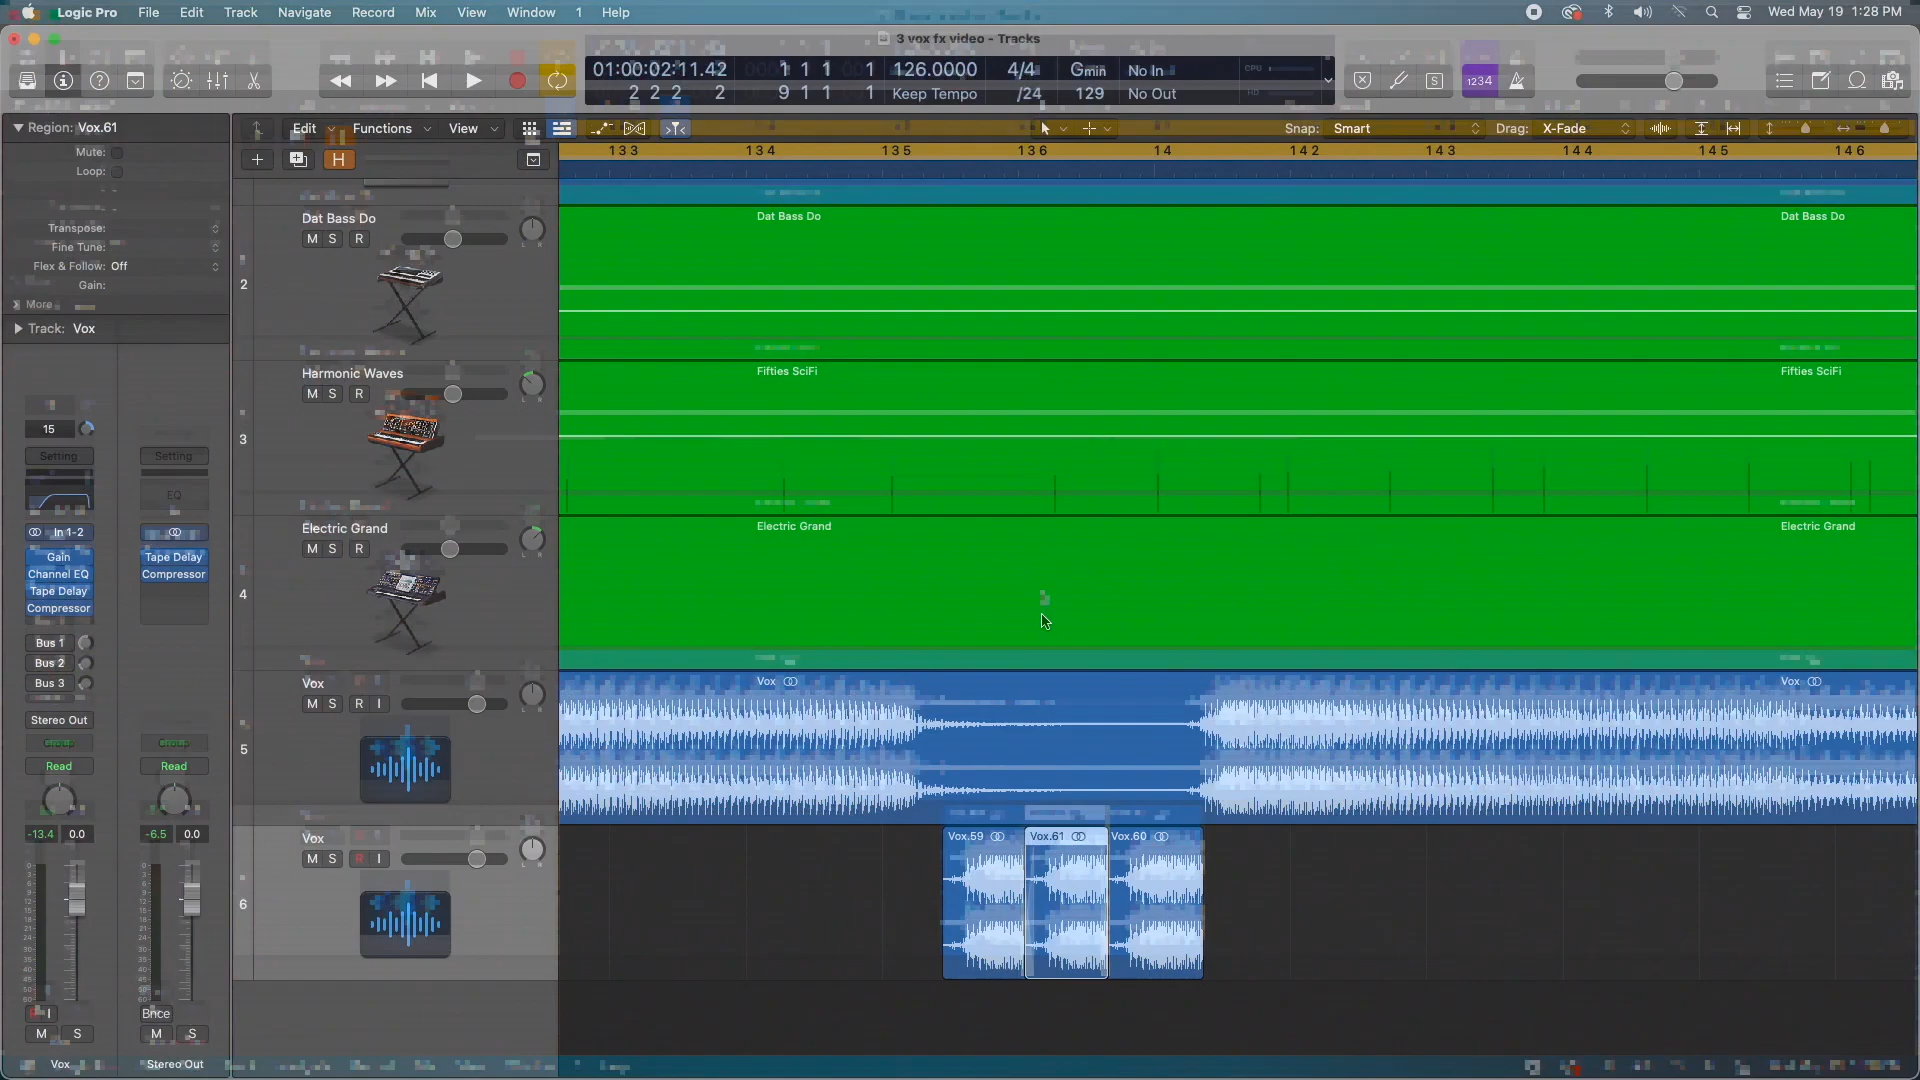 Logic Pro File Edit Track Navigate Record Mix View Window 1 Help
Wed May 19 1:28 PM
3 vox fx video - Tracks
01:00:02:11.42 1 1 1 1 126.0000 4/4 Gmin No In CPU
2 2 2 2 9 1 1 1 Keep Tempo /24 129 No Out HD
S 1234
Region: Vox.61
Edit Functions View
Snap: Smart Drag: X-Fade
Mute:
Loop:
Transpose:
Fine Tune:
Flex & Follow: Off
Gain:
More
Track: Vox
H
1 3 3 1 3 4 1 3 5 1 3 6 1 4 1 4 2 1 4 3 1 4 4 1 4 5 1 4 6
2
Dat Bass Do
M S R
L R
Dat Bass Do Dat Bass Do
3
Harmonic Waves
M S R
L R
Fifties SciFi Fifties SciFi
4
Electric Grand
M S R
L R
Electric Grand Electric Grand
5
Vox
M S R I
L R
Vox Vox
6
Vox
M S R I
L R
Vox.59 Vox.61 Vox.60
15
Setting Setting
EQ
In 1-2
Gain Tape Delay
Channel EQ Compressor
Tape Delay
Compressor
Bus 1
Bus 2
Bus 3
Stereo Out
Group Group
Read Read
-13.4 0.0 -6.5 0.0
R I Bnce
M S M S
Vox Stereo Out